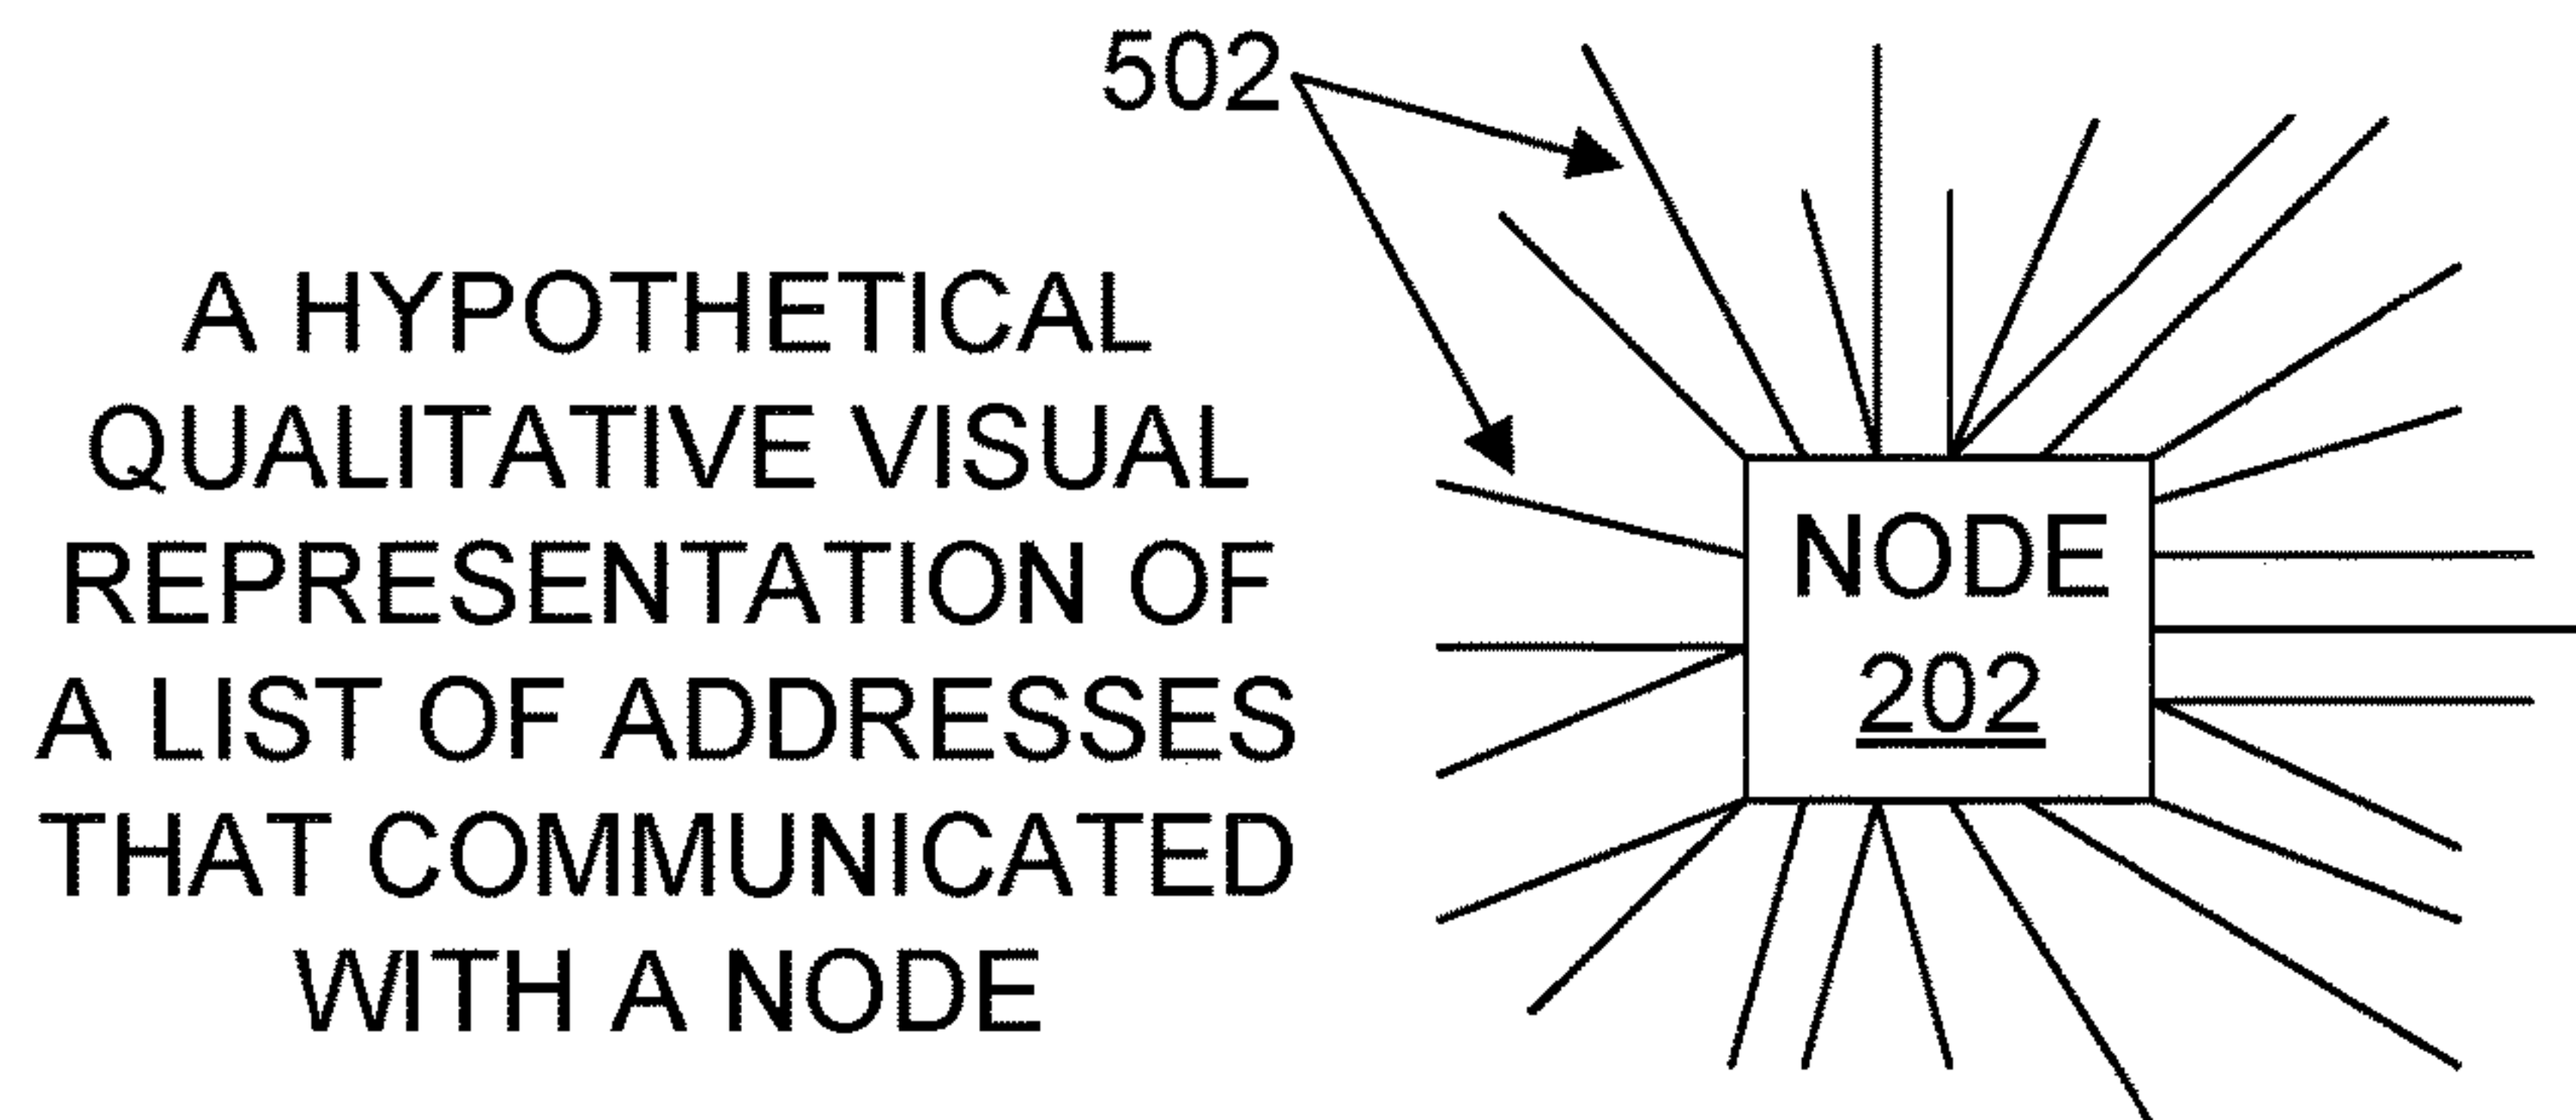 502
A HYPOTHETICAL
QUALITATIVE VISUAL
REPRESENTATION OF
A LIST OF ADDRESSES
THAT COMMUNICATED
WITH A NODE
NODE
202